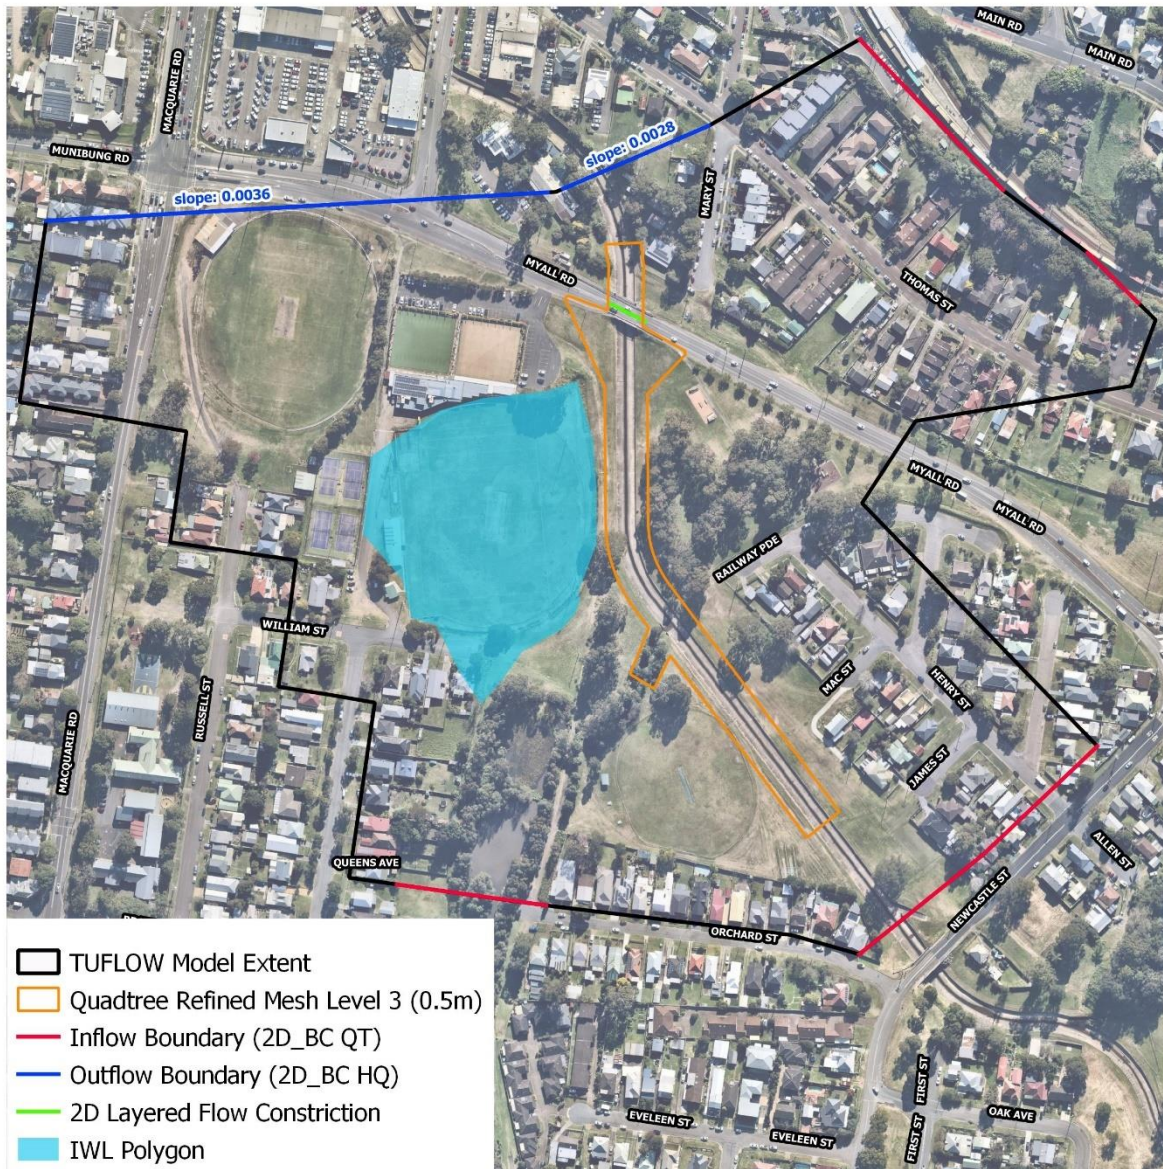 MAIN RD
MAIN RD
MACQUARIE RD
MUNIBUNG RD
slope: 0.0028
slope: 0.0036
MARY ST
MYALL RD
THOMAS ST
MYALL RD
MYALL RD
RAILWAY PDE
WILLIAM ST
MAC ST
HENRY ST
RUSSELL ST
MACQUARIE RD
JAMES ST
ALLEN ST
QUEENS AVE
NEWCASTLE ST
ORCHARD ST
TUFLOW Model Extent
Quadtree Refined Mesh Level 3 (0.5m)
Inflow Boundary (2D_BC QT)
Outflow Boundary (2D_BC HQ)
2D Layered Flow Constriction
IWL Polygon
FIRST ST
FIRST ST
EVELEEN ST
EVELEEN ST
OAK AVE